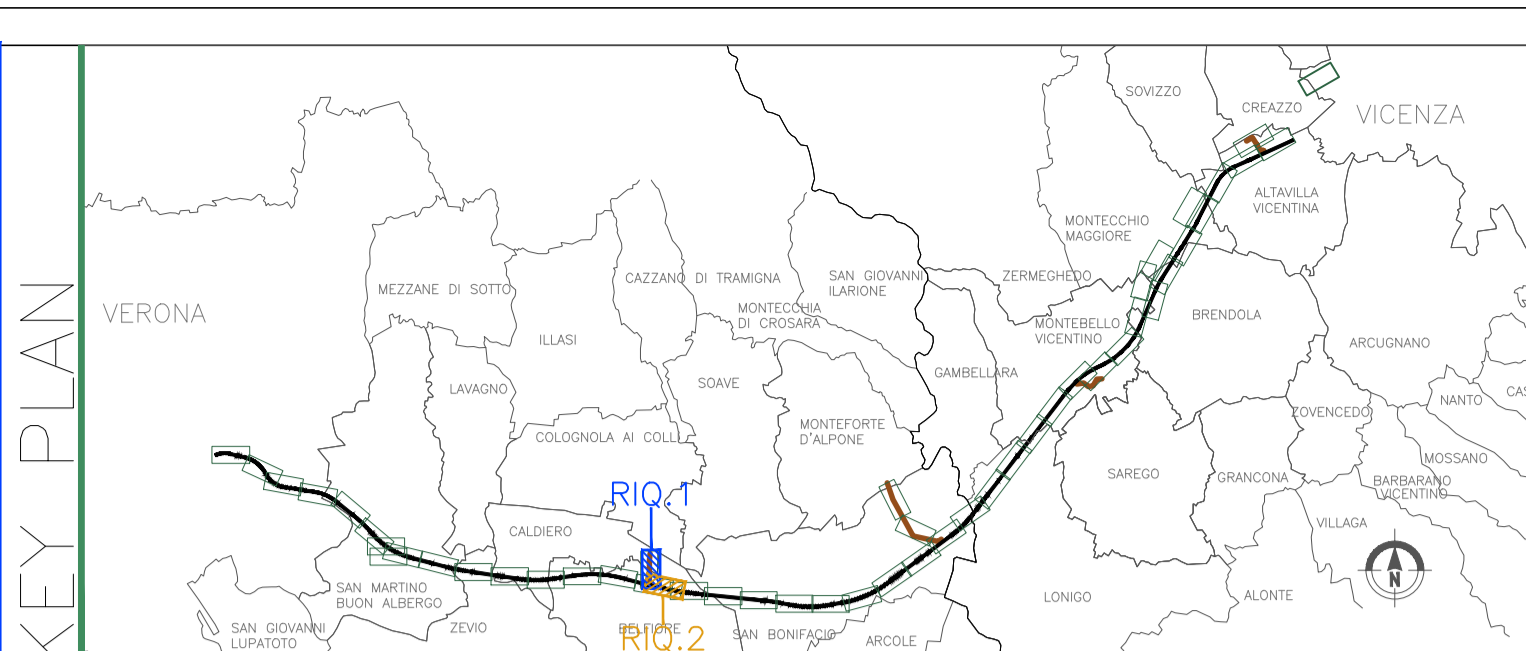 KEY PLAN
SOVIZZO
CREAZZO
VICENZA
ALTAVILLA
VICENTINA
MONTECCHIO
MAGGIORE
ZERMEGHEDO
MEZZANE DI SOTTO
CAZZANO DI TRAMIGNA
SAN GIOVANNI
ILARIONE
VERONA
MONTECCHIA
DI CROSARA
BRENDOLA
MONTEBELLO
VICENTINO
ILLASI
ARCUGNANO
GAMBELLARA
LAVAGNO
SOAVE
NANTO
ZOVENCEDO
MONTEFORTE
D'ALPONE
COLOGNOLA AI COLL
MOSSANO
SAREGO
GRANCONA
BARBARANO
VICENTINO
RIQ.1
VILLAGA
CALDIERO
N
SAN MARTINO
BUON ALBERGO
LONIGO
ALONTE
SAN GIOVANNI
LUPATOTO
ZEVIO
BELFIORE
RIQ.2
SAN BONIFACIO
ARCOLE